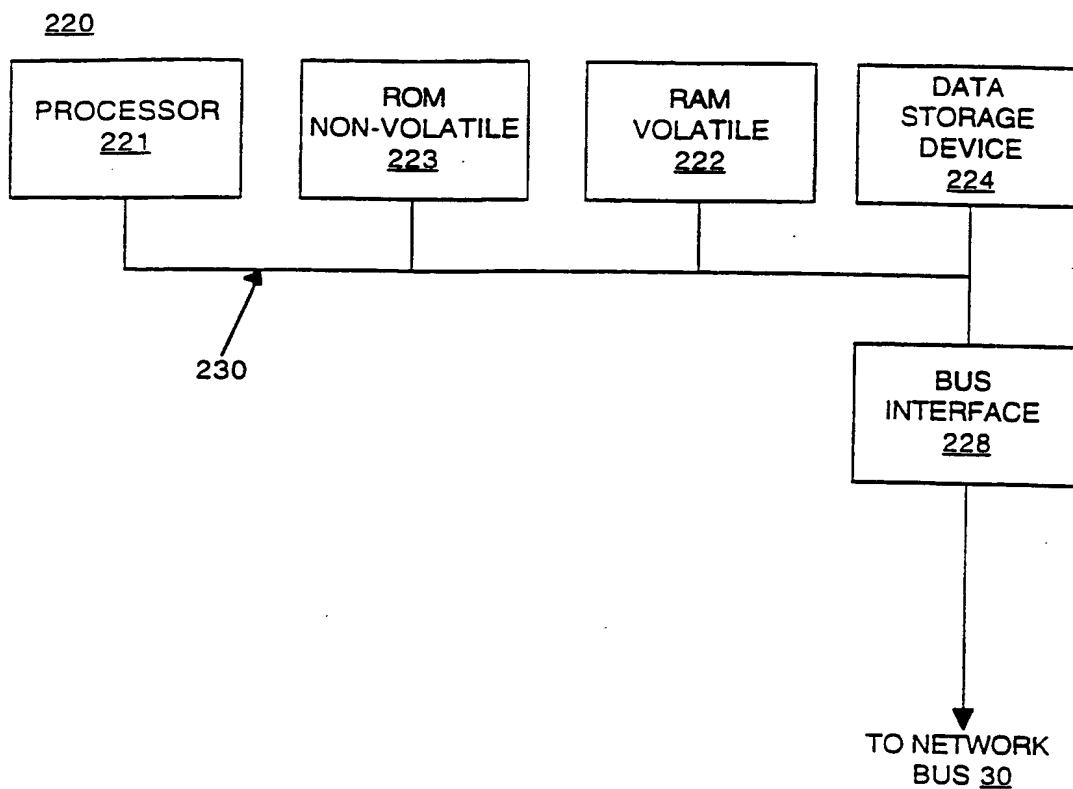 220
PROCESSOR
221
ROM
NON-VOLATILE
223
RAM
VOLATILE
222
DATA
STORAGE
DEVICE
224
230
BUS
INTERFACE
228
TO NETWORK
BUS 30